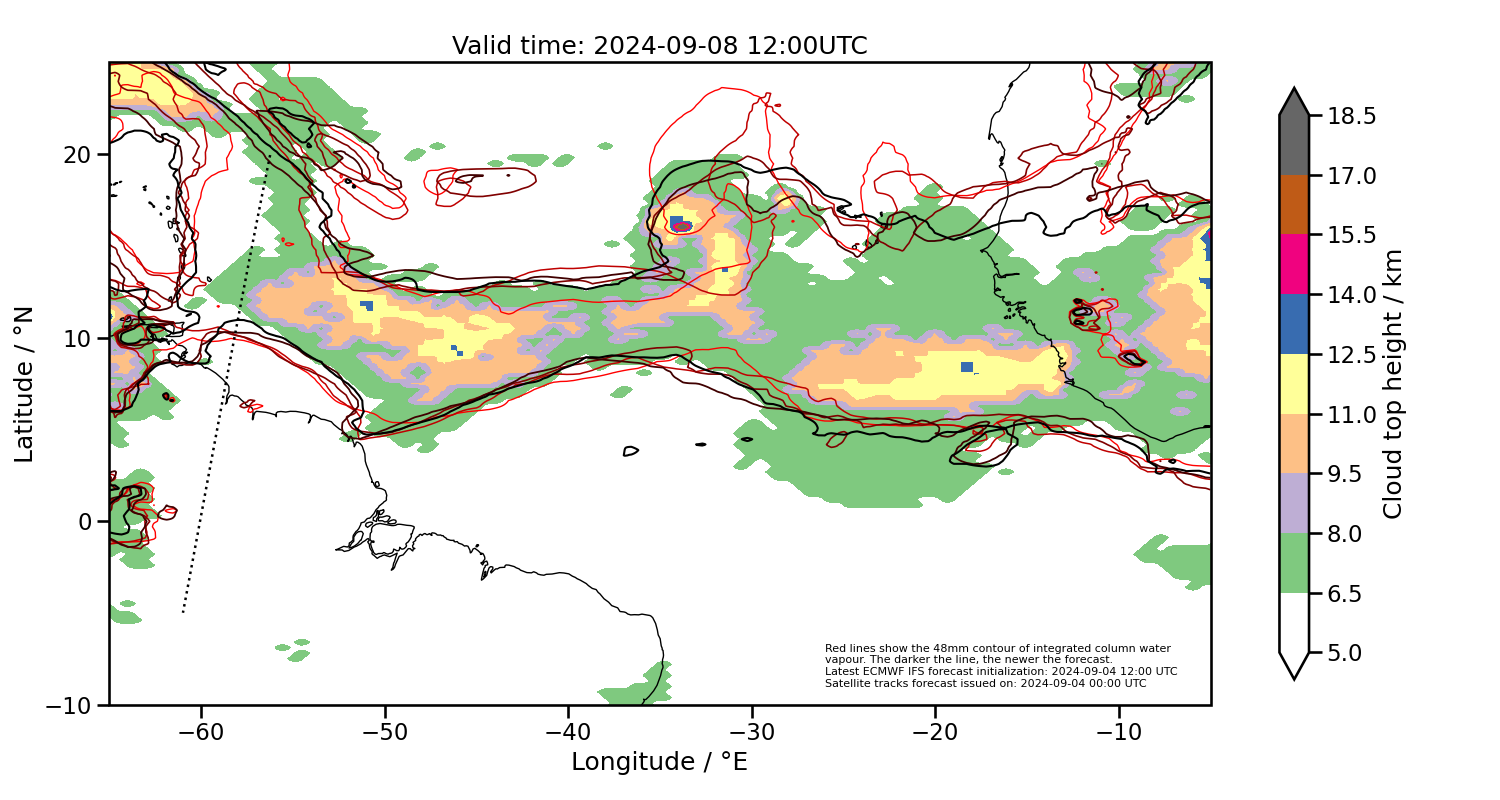 Valid time: 2024-09-08 12:00UTC
20
10
0
−10
Latitude / °N
−60
−50
−40
−30
−20
−10
Longitude / °E
Red lines show the 48mm contour of integrated column water
vapour. The darker the line, the newer the forecast.
Latest ECMWF IFS forecast initialization: 2024-09-04 12:00 UTC
Satellite tracks forecast issued on: 2024-09-04 00:00 UTC
18.5
17.0
15.5
14.0
12.5
11.0
9.5
8.0
6.5
5.0
Cloud top height / km